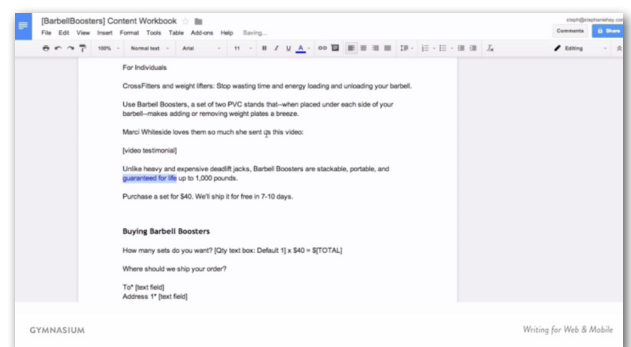 [BarbellBoosters] Content Workbook
Comments Share
File Edit View Insert Format Tools Table Add-ons Help Saving...
100% Normal text Arial 11 B I U A Editing
For Individuals
CrossFitters and weight lifters: Stop wasting time and energy loading and unloading your barbell.
Use Barbell Boosters, a set of two PVC stands that--when placed under each side of your
barbell--makes adding or removing weight plates a breeze.
Marci Whiteside loves them so much she sent us this video:
[video testimonial]
Unlike heavy and expensive deadlift jacks, Barbell Boosters are stackable, portable, and
guaranteed for life up to 1,000 pounds.
Purchase a set for $40. We'll ship it for free in 7-10 days.
Buying Barbell Boosters
How many sets do you want? [Qty text box: Default 1] x $40 = $[TOTAL]
Where should we ship your order?
To* [text field]
Address 1* [text field]
GYMNASIUM
Writing for Web & Mobile